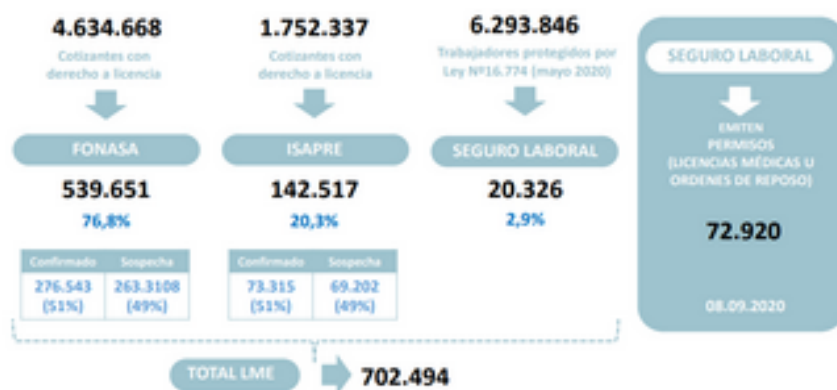 4.634.668
Cotizantes con
derecho a licencia
FONASA
539.651
76,8%
Confirmado Sospecha
276.543 263.3108
(51%) (49%)
1.752.337
Cotizantes con
derecho a licencia
ISAPRE
142.517
20,3%
Confirmado Sospecha
73.315 69.202
(51%) (49%)
6.293.846
Trabajadores protegidos por
Ley Nº16.774 (mayo 2020)
SEGURO LABORAL
20.326
2,9%
TOTAL LME 702.494
SEGURO LABORAL
EMITEN
PERMISOS
(LICENCIAS MÉDICAS U
ORDENES DE REPOSO)
72.920
08.09.2020